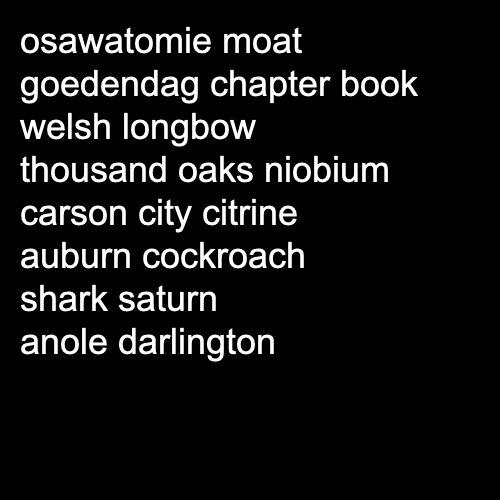 osawatomie moat
goedendag chapter book
welsh longbow
thousand oaks niobium
carson city citrine
auburn cockroach
shark saturn
anole darlington